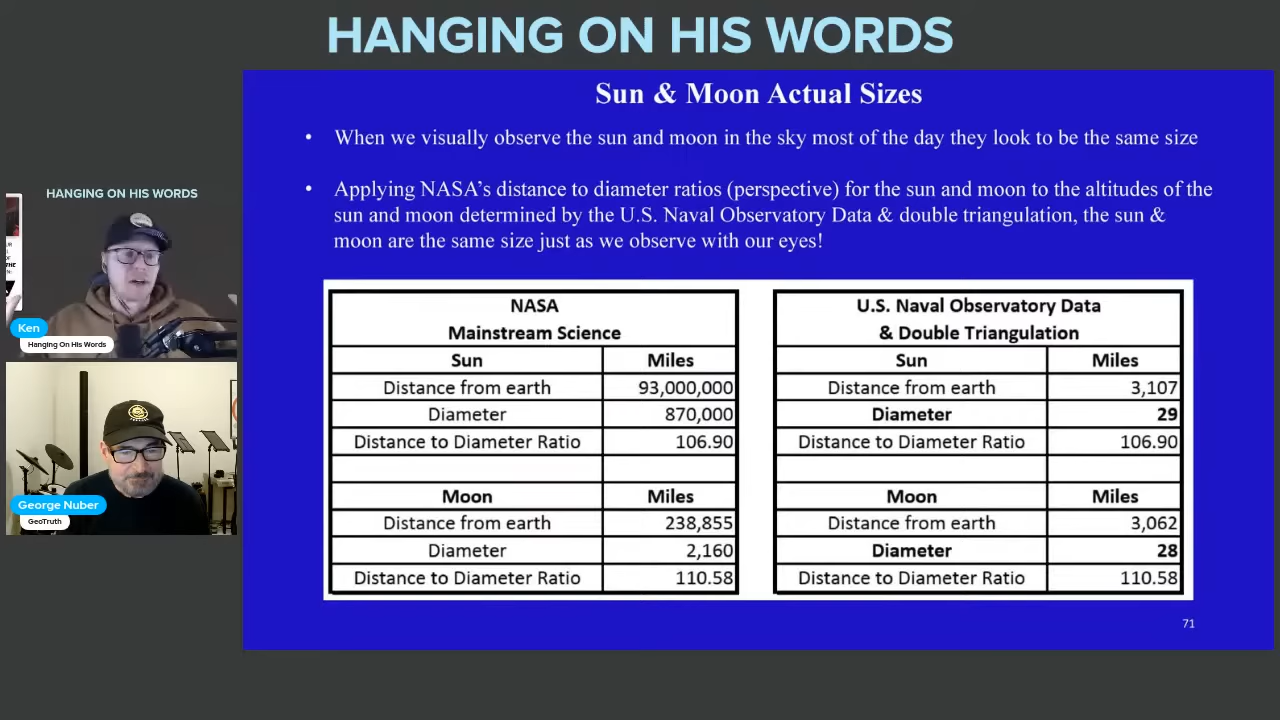 HANGING ON HIS WORDS
Sun & Moon Actual Sizes
• When we visually observe the sun and moon in the sky most of the day they look to be the same size
• Applying NASA's distance to diameter ratios (perspective) for the sun and moon to the altitudes of the
sun and moon determined by the U.S. Naval Observatory Data & double triangulation, the sun &
moon are the same size just as we observe with our eyes!
NASA
Mainstream Science
Sun Miles
Distance from earth 93,000,000
Diameter 870,000
Distance to Diameter Ratio 106.90
Moon Miles
Distance from earth 238,855
Diameter 2,160
Distance to Diameter Ratio 110.58
U.S. Naval Observatory Data
& Double Triangulation
Sun Miles
Distance from earth 3,107
Diameter 29
Distance to Diameter Ratio 106.90
Moon Miles
Distance from earth 3,062
Diameter 28
Distance to Diameter Ratio 110.58
71
HANGING ON HIS WORDS
Ken
Hanging On His Words
George Nuber
GeoTruth